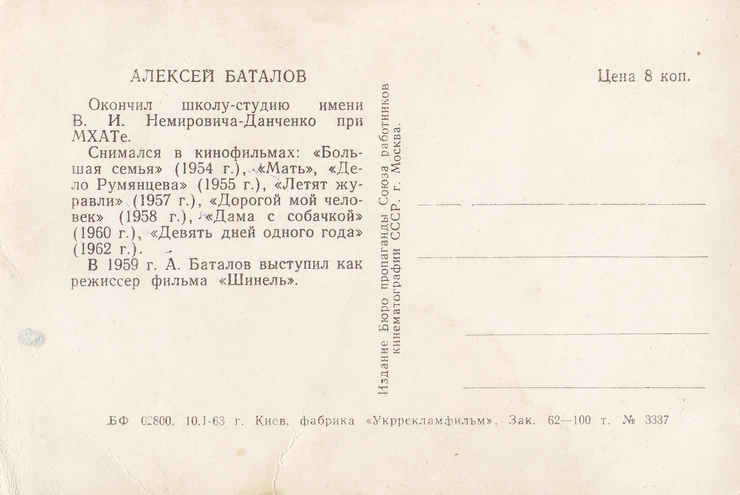 АЛЕКСЕЙ БАТАЛОВ
Окончил школу-студию имени
В. И. Немировича-Данченко при
МХАТе.
Снимался в кинофильмах: «Боль-
шая семья» (1954 г.), «Мать», «Де-
ло Румянцева» (1955 г.), «Летят жу-
равли» (1957 г.), «Дорогой мой чело-
век» (1958 г.), «Дама с собачкой»
(1960 г.), «Девять дней одного года»
(1962 г.).
В 1959 г. А. Баталов выступил как
режиссер фильма «Шинель».
Издание Бюро пропаганды Союза работников
кинематографии СССР. г. Москва.
Цена 8 коп.
БФ 02800. 10.I-63 г. Киев. фабрика «Укррекламфильм». Зак. 62—100 т. № 3337